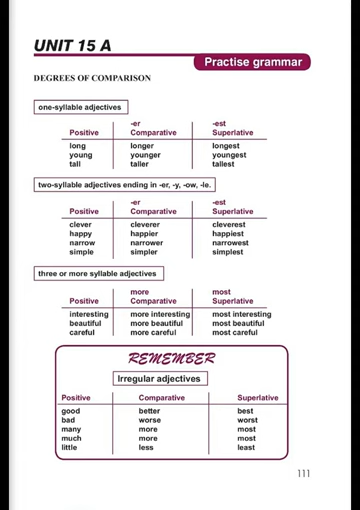 UNIT 15 A
Practise grammar
DEGREES OF COMPARISON
one-syllable adjectives
-er -est
Positive Comparative Superlative
long longer longest
young younger youngest
tall taller tallest
two-syllable adjectives ending in -er, -y, -ow, -le.
-er -est
Positive Comparative Superlative
clever cleverer cleverest
happy happier happiest
narrow narrower narrowest
simple simpler simplest
three or more syllable adjectives
more most
Positive Comparative Superlative
interesting more interesting most interesting
beautiful more beautiful most beautiful
careful more careful most careful
REMEMBER
Irregular adjectives
Positive Comparative Superlative
good better best
bad worse worst
many more most
much more most
little less least
111